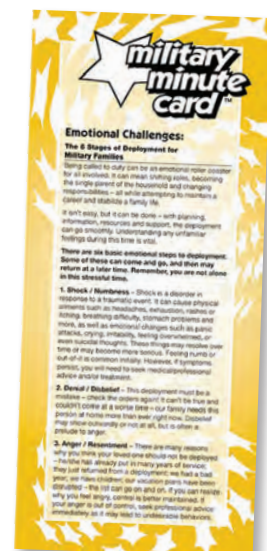 military
minute
card™
Emotional Challenges:
The 6 Stages of Deployment for
Military Families
Being called to duty can be an emotional roller coaster
for all involved. It can mean shifting roles, becoming
the single parent of the household and changing
responsibilities – all while attempting to maintain a
career and stabilize a family life.
It isn't easy, but it can be done – with planning,
information, resources and support, the deployment
can go smoothly. Understanding any unfamiliar
feelings during this time is vital.
There are six basic emotional steps to deployment.
Some of these can come and go, and then may
return at a later time. Remember, you are not alone
in this stressful time.
1. Shock / Numbness – Shock is a disorder in
response to a traumatic event. It can cause physical
ailments such as headaches, exhaustion, rashes or
itching, breathing difficulty, stomach problems and
more, as well as emotional changes such as panic
attacks, crying, irritability, feeling overwhelmed, or
even suicidal thoughts. These things may resolve over
time or may become more serious. Feeling numb or
out of it is common initially. However, if symptoms
persist, you will need to seek medical/professional
advice and/or treatment.
2. Denial / Disbelief – This deployment must be a
mistake – check the orders again! It can't be true and
couldn't come at a worse time – our family needs this
person at home more than ever right now. Disbelief
may show outwardly or not at all, but is often a
prelude to anger.
3. Anger / Resentment – There are many reasons
why you think your loved one should not be deployed
– he/she has already put in many years of service;
they just returned from a deployment; we had a bad
year; we have children; our vacation plans have been
disrupted – the list can go on and on. If you can realize
why you feel angry, control is better maintained. If
your anger is out of control, seek professional advice
immediately as it may lead to undesirable behaviors.